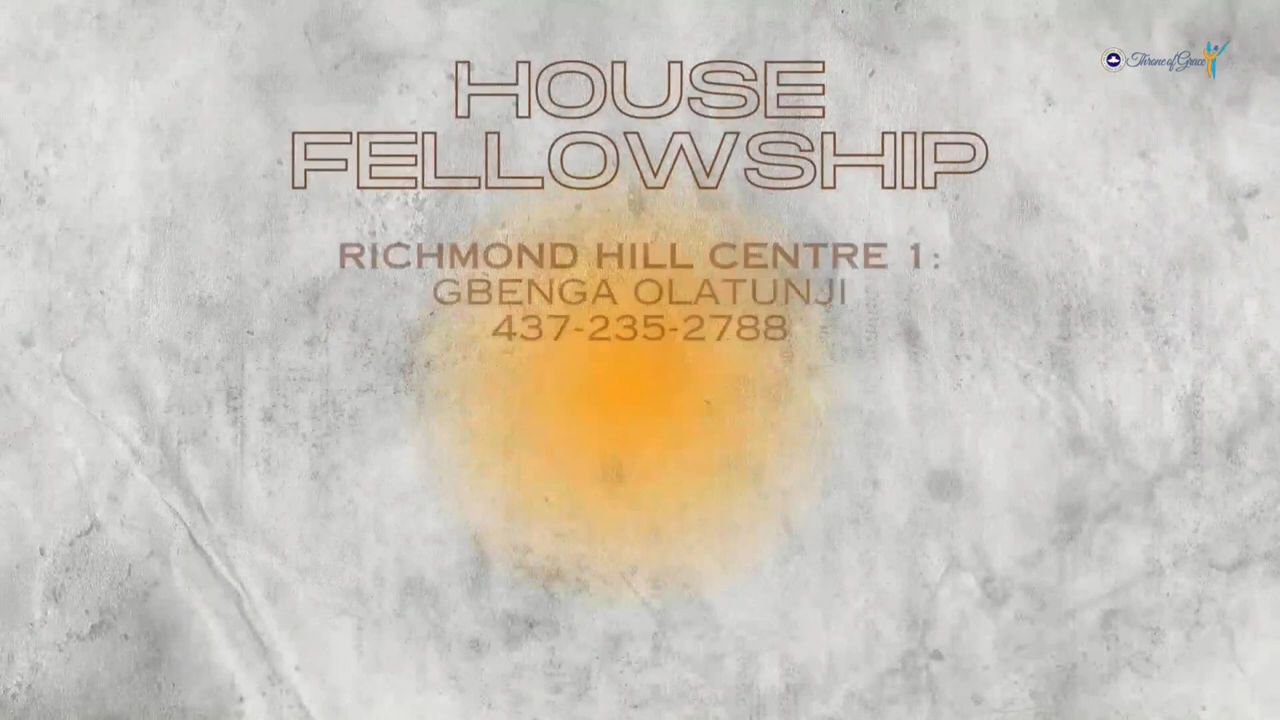 HOUSE
FELLOWSHIP
Throne of Grace
RICHMOND HILL CENTRE 1:
GBENGA OLATUNJI
437-235-2788